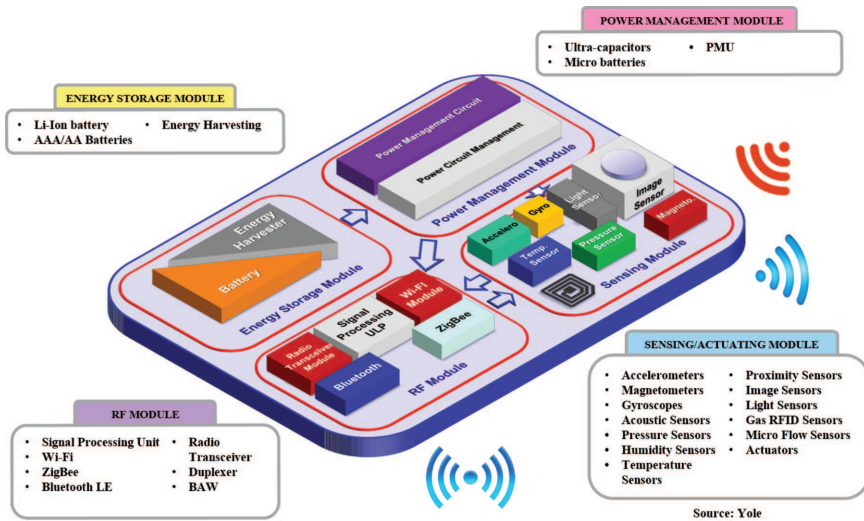 POWER MANAGEMENT MODULE
• Ultra-capacitors
• Micro batteries
• PMU
ENERGY STORAGE MODULE
• Li-Ion battery
• AAA/AA Batteries
• Energy Harvesting
Power Management Circuit
Power Circuit Management
Power Management Module
Energy
Harvester
Battery
Energy Storage Module
Image
Sensor
Light
Sensor
Gyro
Accelero
Magneto.
Pressure
Sensor
Temp.
Sensor
Sensing Module
Wi-Fi
Module
Signal
Processing
ULP
ZigBee
Radio
Transceiver
Module
Bluetooth
RF Module
SENSING/ACTUATING MODULE
• Accelerometers
• Magnetometers
• Gyroscopes
• Acoustic Sensors
• Pressure Sensors
• Humidity Sensors
• Temperature
Sensors
• Proximity Sensors
• Image Sensors
• Light Sensors
• Gas RFID Sensors
• Micro Flow Sensors
• Actuators
RF MODULE
• Signal Processing Unit
• Wi-Fi
• ZigBee
• Bluetooth LE
• Radio
Transceiver
• Duplexer
• BAW
Source: Yole